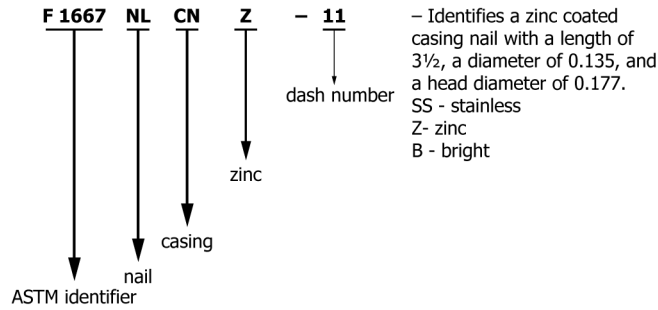 F 1667 NL CN Z – 11
– Identifies a zinc coated
casing nail with a length of
3½, a diameter of 0.135, and
a head diameter of 0.177.
SS - stainless
Z- zinc
B - bright
dash number
zinc
casing
nail
ASTM identifier